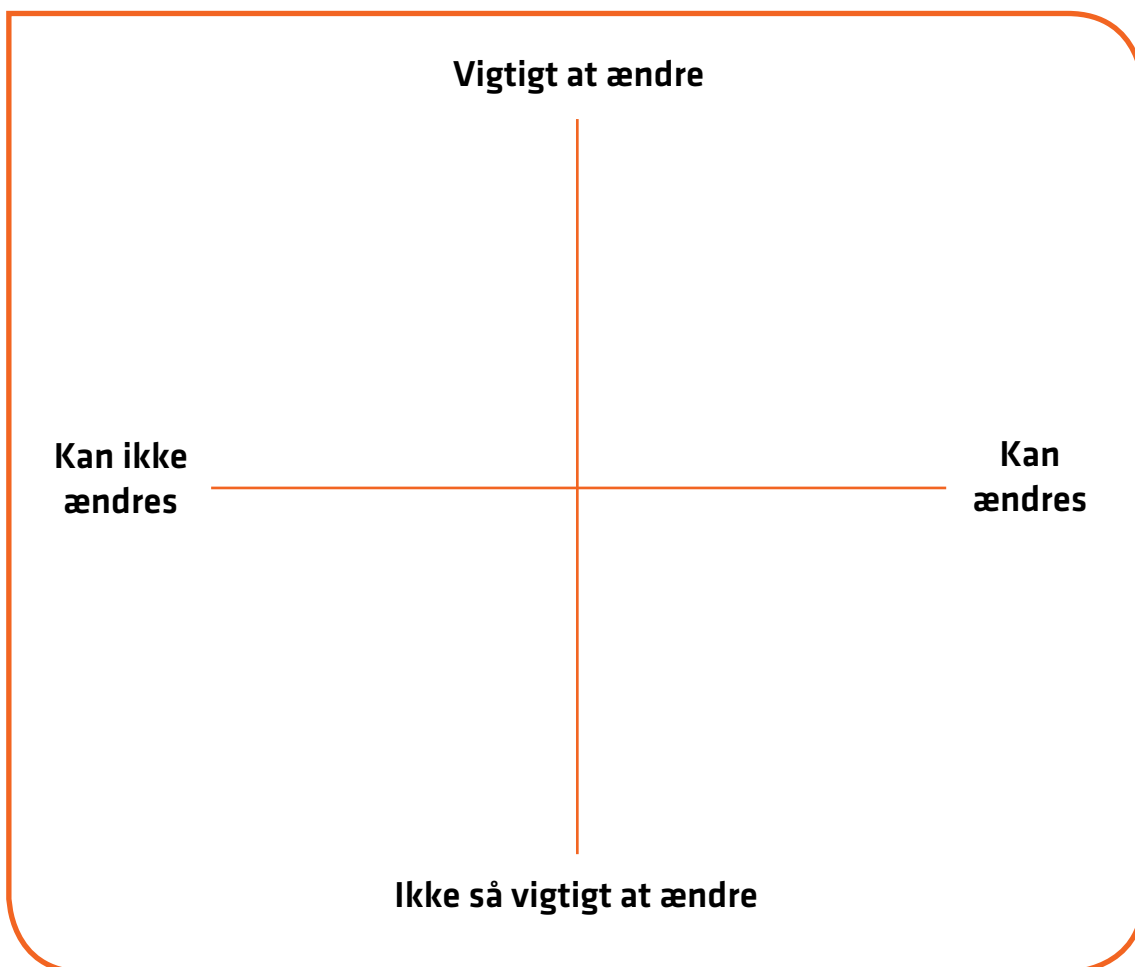 Vigtigt at ændre
Kan ikke
ændres
Kan
ændres
Ikke så vigtigt at ændre